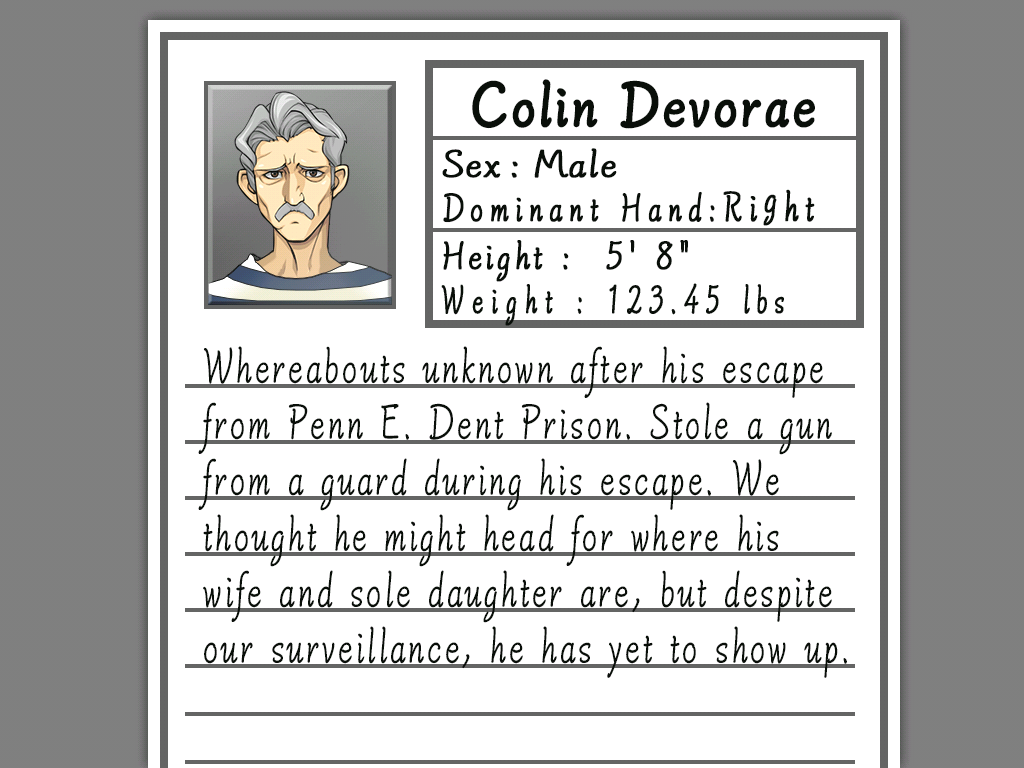 Colin Devorae
Sex : Male
Dominant Hand:Right
Height : 5' 8"
Weight : 123.45 lbs
Whereabouts unknown after his escape
from Penn E. Dent Prison. Stole a gun
from a guard during his escape. We
thought he might head for where his
wife and sole daughter are, but despite
our surveillance, he has yet to show up.